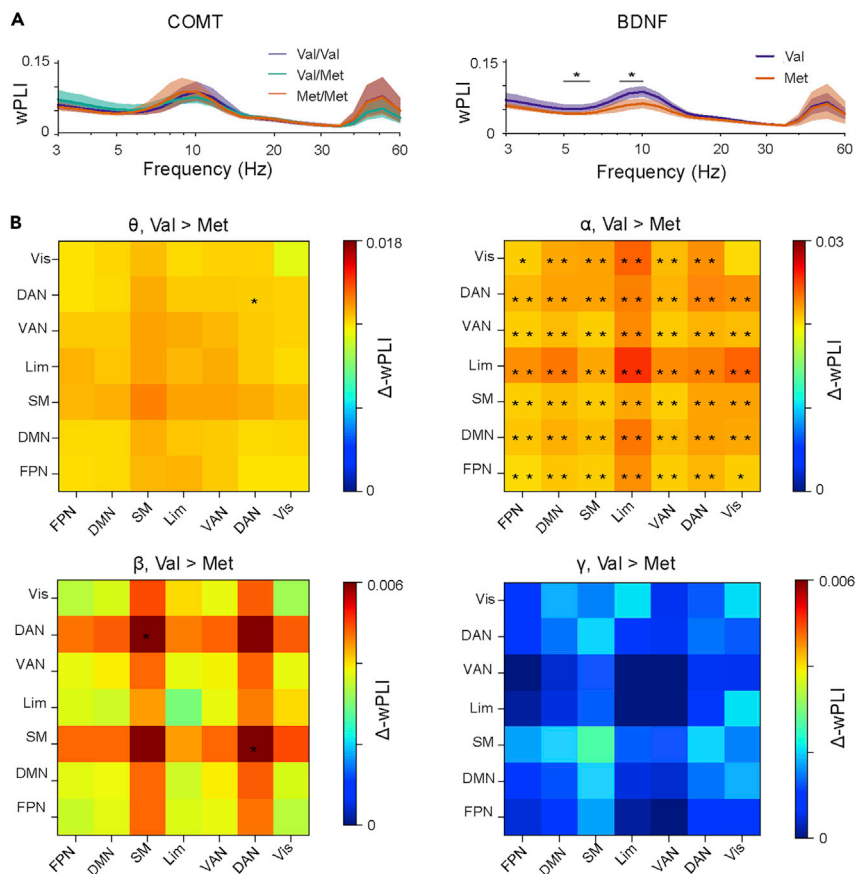 A
COMT
BDNF
0.15
wPLI
0
Val/Val
Val/Met
Met/Met
3 5 10 20 30 60
Frequency (Hz)
0.15
wPLI
0
* *
Val
Met
3 5 10 20 30 60
Frequency (Hz)
B
θ, Val > Met
Vis
DAN *
VAN
Lim
SM
DMN
FPN
FPN DMN SM Lim VAN DAN Vis
0.018
Δ-wPLI
0
α, Val > Met
Vis * ** ** ** ** **
DAN ** ** ** ** ** ** **
VAN ** ** ** ** ** ** **
Lim ** ** ** ** ** ** **
SM ** ** ** ** ** ** **
DMN ** ** ** ** ** ** **
FPN ** ** ** ** ** ** *
FPN DMN SM Lim VAN DAN Vis
0.03
Δ-wPLI
0
β, Val > Met
Vis
DAN *
VAN
Lim
SM *
DMN
FPN
FPN DMN SM Lim VAN DAN Vis
0.006
Δ-wPLI
0
γ, Val > Met
Vis
DAN
VAN
Lim
SM
DMN
FPN
FPN DMN SM Lim VAN DAN Vis
0.006
Δ-wPLI
0